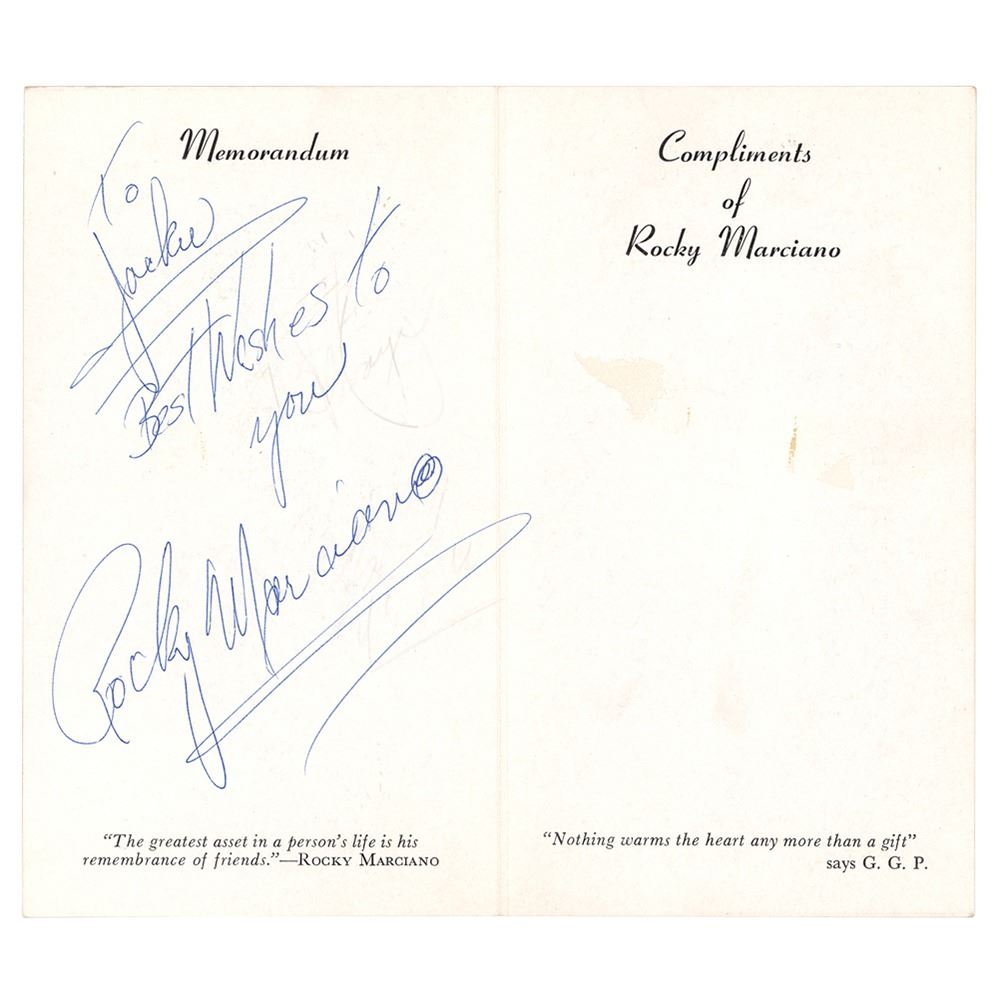 Memorandum
To
Jackie
Best Wishes to
you
Rocky Marciano
"The greatest asset in a person's life is his
remembrance of friends."—ROCKY MARCIANO
Compliments
of
Rocky Marciano
"Nothing warms the heart any more than a gift"
says G. G. P.